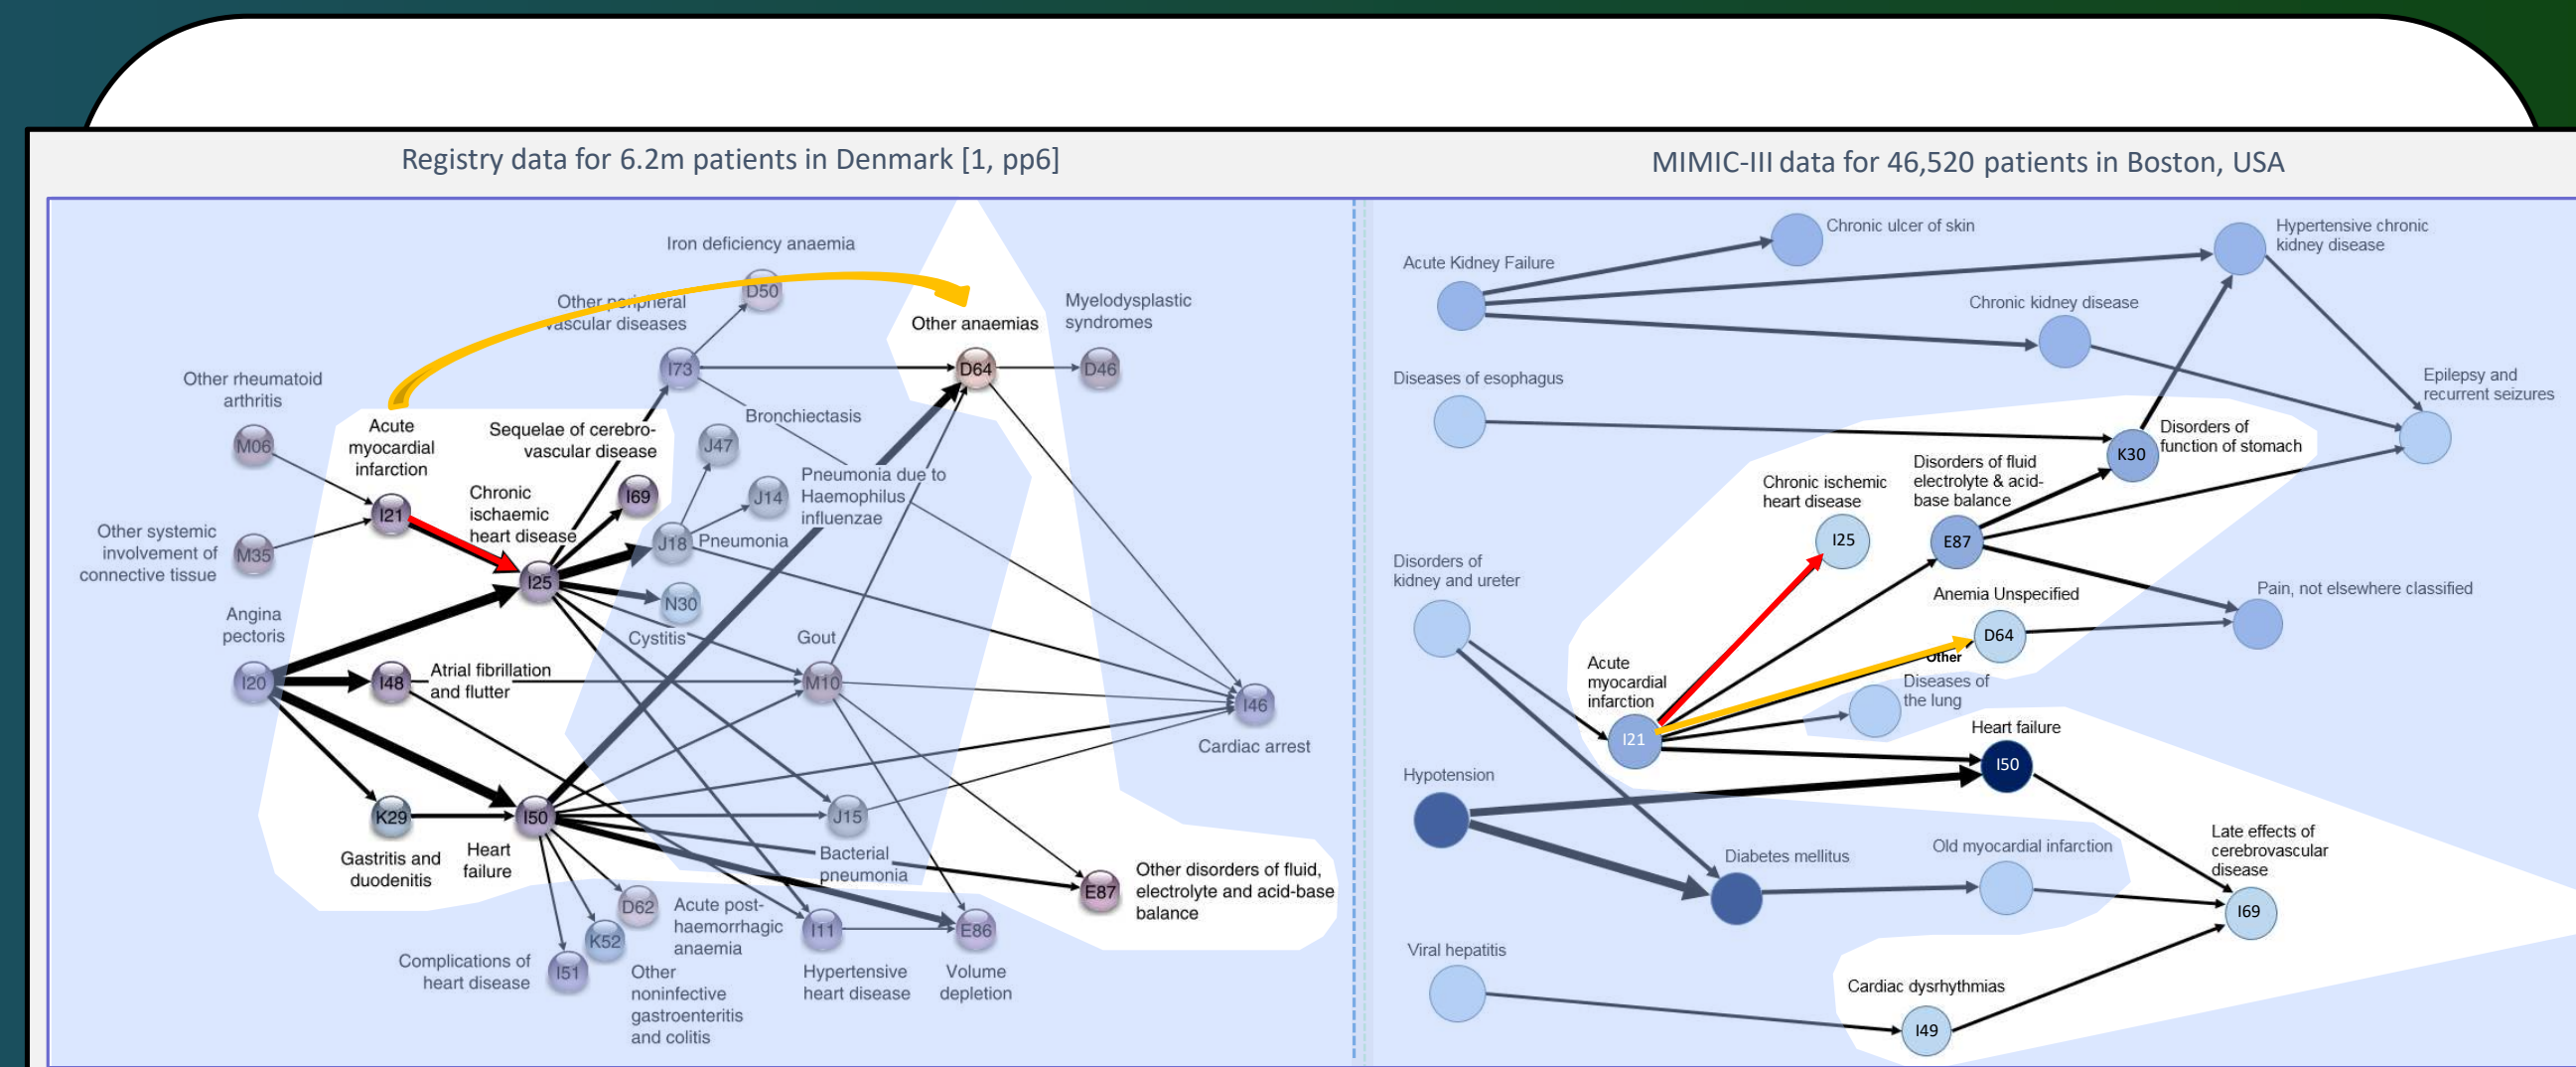 Registry data for 6.2m patients in Denmark [1, pp6]
Iron deficiency anaemia
D50
Other peripheral
vascular diseases
I73
Other anaemias
D64
Myelodysplastic
syndromes
D46
Other rheumatoid
arthritis
M06
Acute
myocardial
infarction
I21
Sequelae of cerebro-
vascular disease
I69
Bronchiectasis
J47
J14
Pneumonia due to
Haemophilus
influenzae
Chronic
ischaemic
heart disease
I25
J18
Pneumonia
Other systemic
involvement of
connective tissue
M35
N30
Cystitis
Angina
pectoris
I20
I48
Atrial fibrillation
and flutter
Gout
M10
I46
Cardiac arrest
K29
Gastritis and
duodenitis
I50
Heart
failure
J15
Bacterial
pneumonia
E87
Other disorders of fluid,
electrolyte and acid-base
balance
D62
Acute post-
haemorrhagic
anaemia
K52
Other
noninfective
gastroenteritis
and colitis
Complications of
heart disease
I51
I11
Hypertensive
heart disease
E86
Volume
depletion
MIMIC-III data for 46,520 patients in Boston, USA
Chronic ulcer of skin
Hypertensive chronic
kidney disease
Acute Kidney Failure
Chronic kidney disease
Diseases of esophagus
Epilepsy and
recurrent seizures
K30
Disorders of
function of stomach
Chronic ischemic
heart disease
I25
Disorders of fluid
electrolyte & acid-
base balance
E87
Disorders of
kidney and ureter
Anemia Unspecified
D64
Pain, not elsewhere classified
Other
Diseases of
the lung
Acute
myocardial
infarction
I21
Heart failure
I50
Hypotension
Diabetes mellitus
Old myocardial infarction
Late effects of
cerebrovascular
disease
I69
Viral hepatitis
Cardiac dysrhythmias
I49